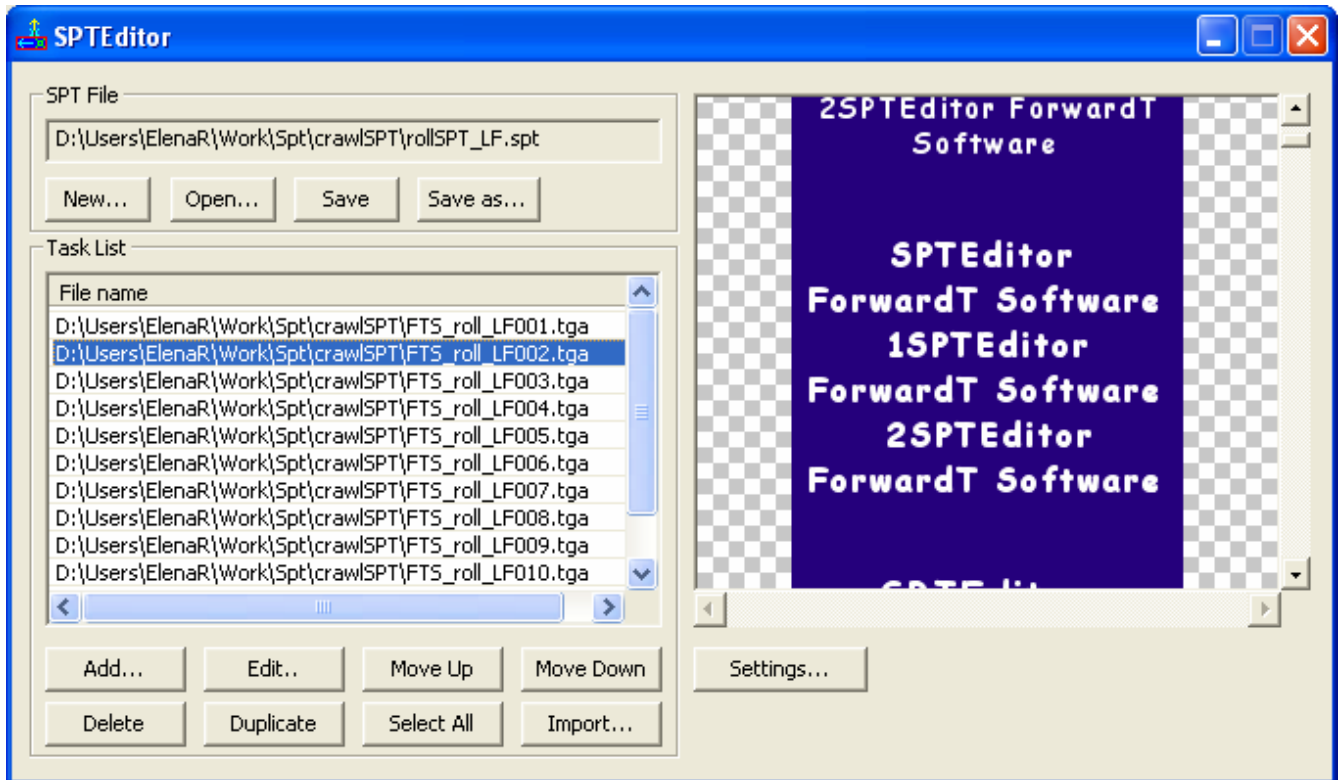 SPTEditor
SPT File
D:\Users\ElenaR\Work\Spt\crawlSPT\rollSPT_LF.spt
New...
Open...
Save
Save as...
Task List
File name
D:\Users\ElenaR\Work\Spt\crawlSPT\FTS_roll_LF001.tga
D:\Users\ElenaR\Work\Spt\crawlSPT\FTS_roll_LF002.tga
D:\Users\ElenaR\Work\Spt\crawlSPT\FTS_roll_LF003.tga
D:\Users\ElenaR\Work\Spt\crawlSPT\FTS_roll_LF004.tga
D:\Users\ElenaR\Work\Spt\crawlSPT\FTS_roll_LF005.tga
D:\Users\ElenaR\Work\Spt\crawlSPT\FTS_roll_LF006.tga
D:\Users\ElenaR\Work\Spt\crawlSPT\FTS_roll_LF007.tga
D:\Users\ElenaR\Work\Spt\crawlSPT\FTS_roll_LF008.tga
D:\Users\ElenaR\Work\Spt\crawlSPT\FTS_roll_LF009.tga
D:\Users\ElenaR\Work\Spt\crawlSPT\FTS_roll_LF010.tga
Add...
Edit..
Move Up
Move Down
Delete
Duplicate
Select All
Import...
2SPTEditor ForwardT
Software
SPTEditor
ForwardT Software
1SPTEditor
ForwardT Software
2SPTEditor
ForwardT Software
Settings...